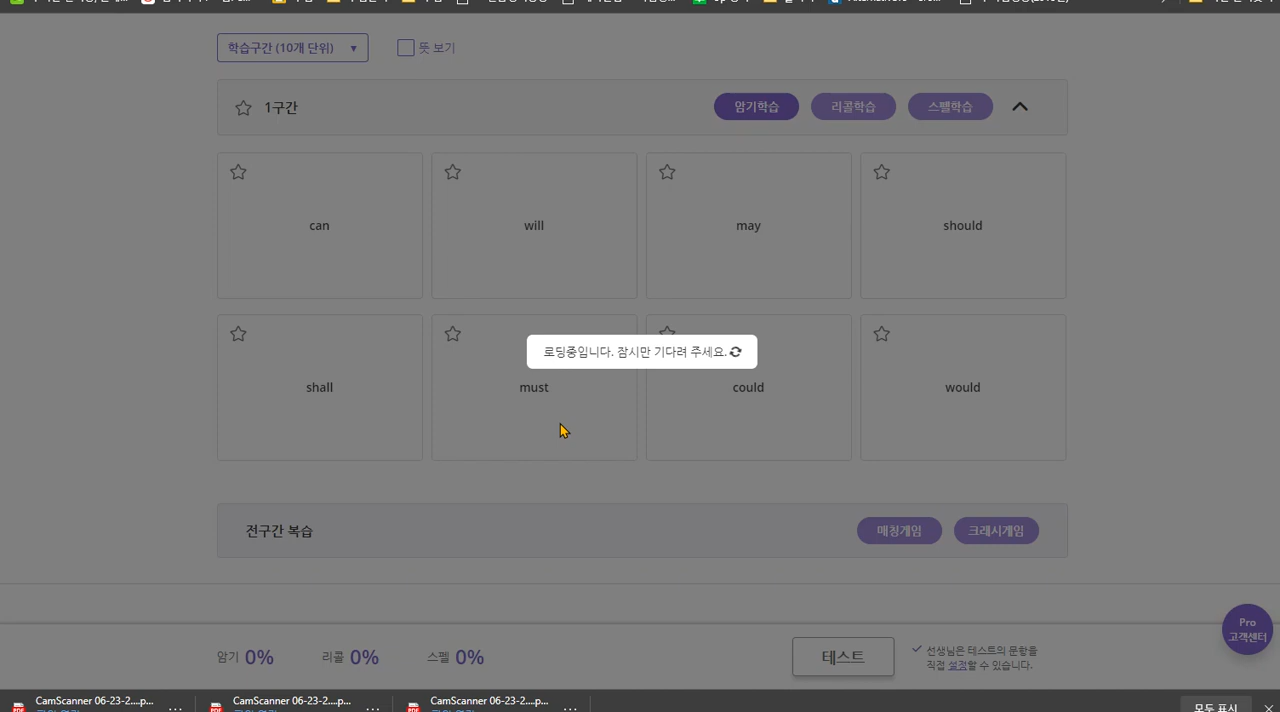 학습구간 (10개 단위) ▼ 뜻 보기
1구간 암기학습 리콜학습 스펠학습
can will may should
로딩중입니다. 잠시만 기다려 주세요.
shall must could would
전구간 복습 매칭게임 크래시게임
Pro
고객센터
암기 0% 리콜 0% 스펠 0% 테스트
선생님은 테스트의 문항을
직접 설정할 수 있습니다.
CamScanner 06-23-2....p... CamScanner 06-23-2....p... CamScanner 06-23-2....p...
모두 표시